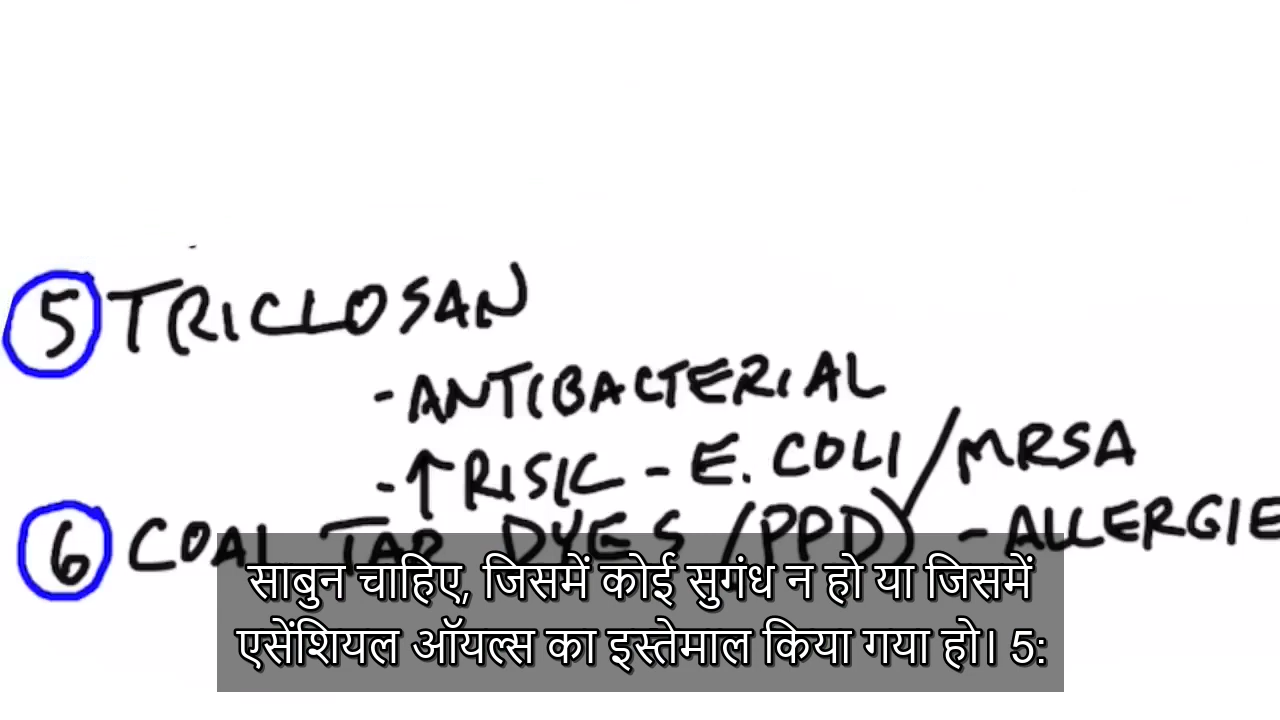 5 TRICLOSAN
- ANTIBACTERIAL
- ↑ RISK - E. COLI / MRSA
6 COAL TAR DYES (PPD) - ALLERGIE
साबुन चाहिए, जिसमें कोई सुगंध न हो या जिसमें
एसेंशियल ऑयल्स का इस्तेमाल किया गया हो। 5: